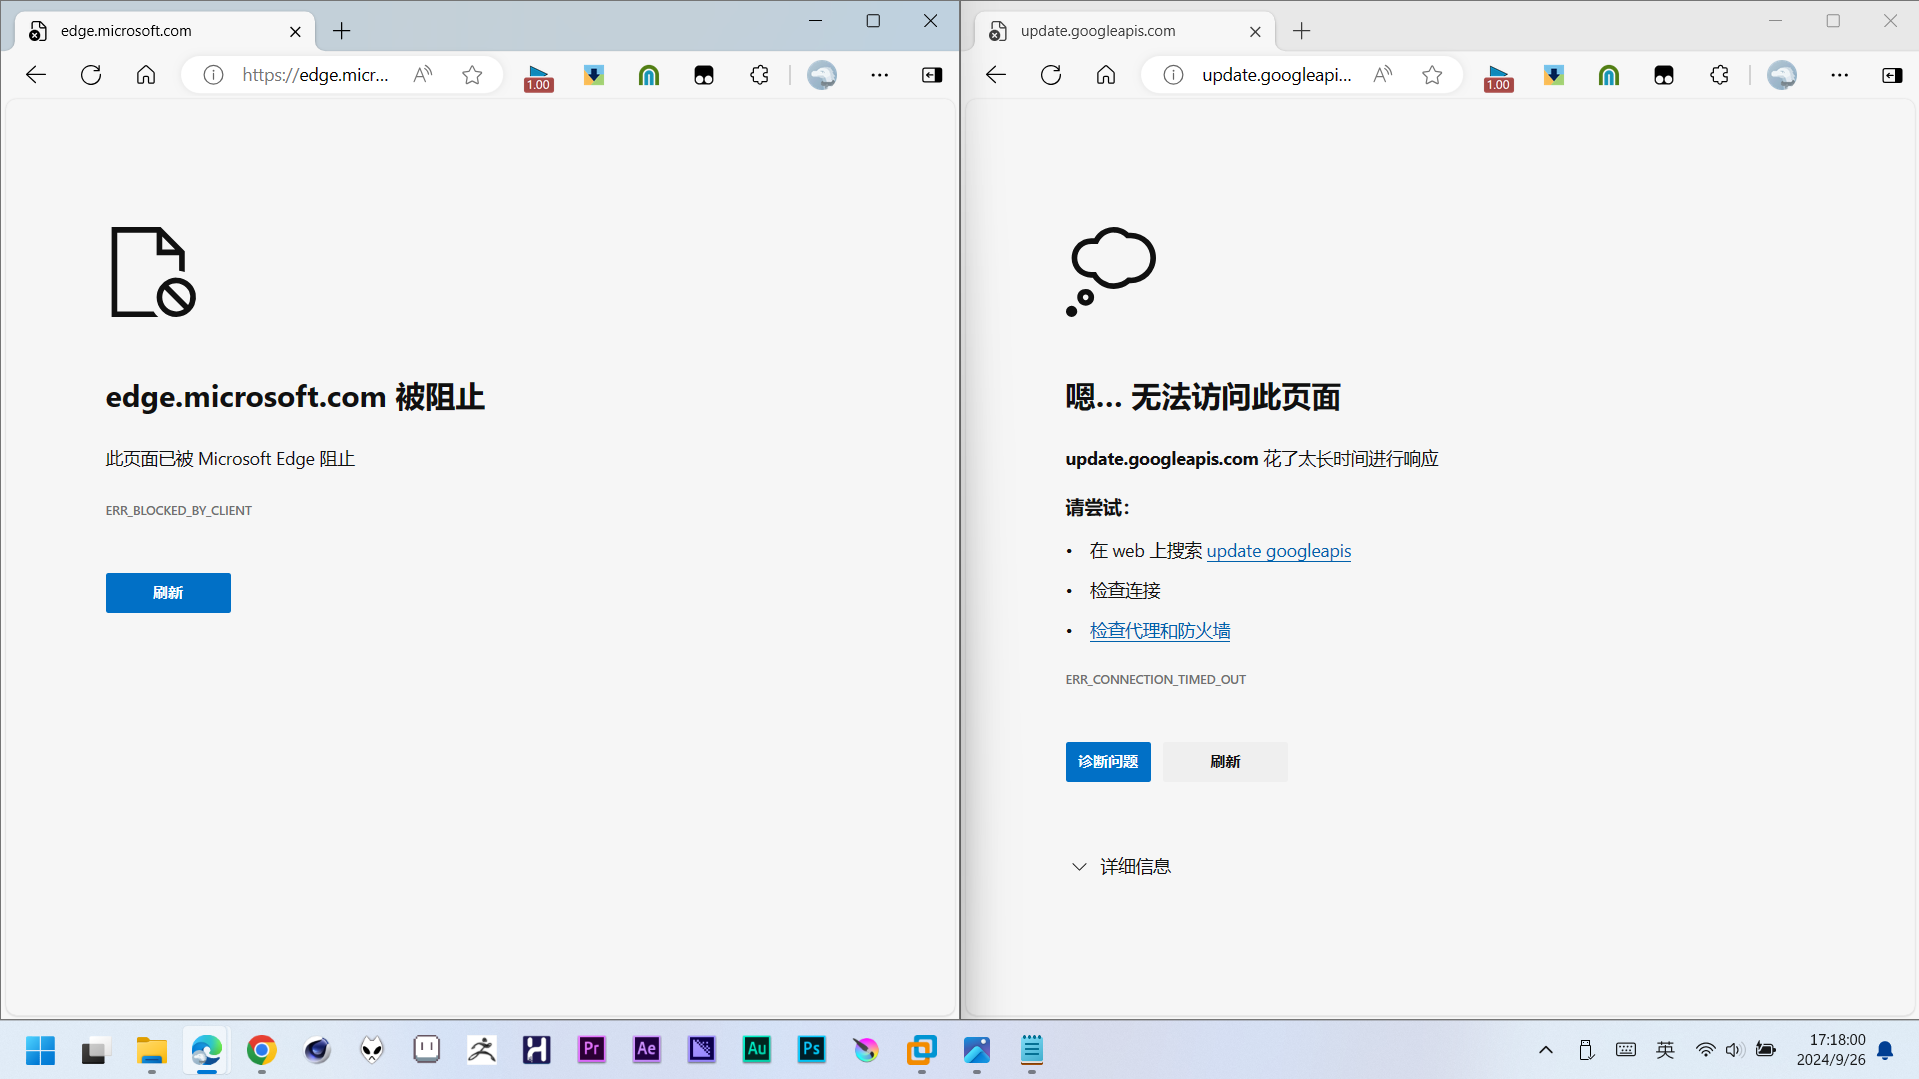 edge.microsoft.com
https://edge.micr...
1.00
edge.microsoft.com 被阻止
此页面已被 Microsoft Edge 阻止
ERR_BLOCKED_BY_CLIENT
刷新
update.googleapis.com
update.googleapi...
1.00
嗯… 无法访问此页面
update.googleapis.com 花了太长时间进行响应
请尝试:
• 在 web 上搜索 update googleapis
• 检查连接
• 检查代理和防火墙
ERR_CONNECTION_TIMED_OUT
诊断问题
刷新
详细信息
Pr
Ae
Au
Ps
英
17:18:00
2024/9/26